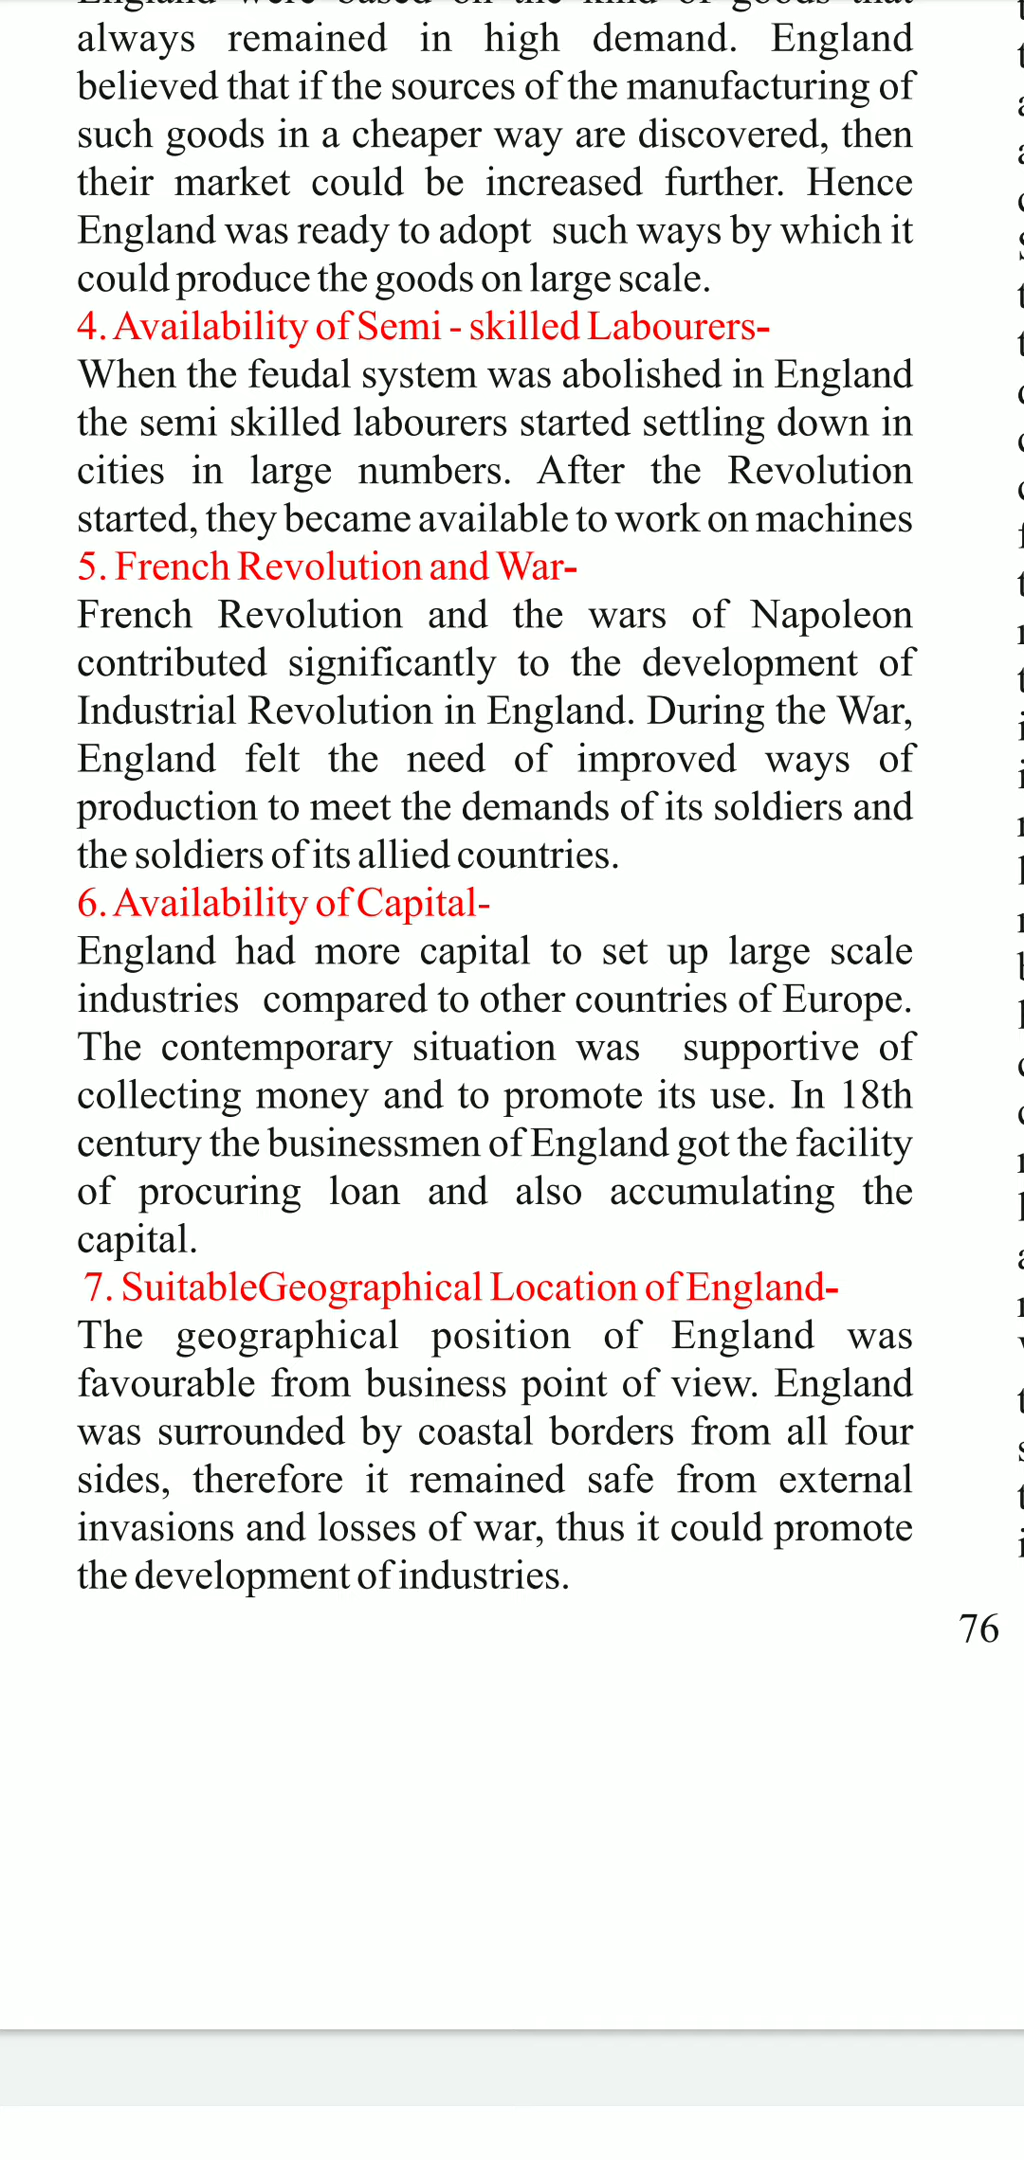 England were based on the kind of goods that
always remained in high demand. England
believed that if the sources of the manufacturing of
such goods in a cheaper way are discovered, then
their market could be increased further. Hence
England was ready to adopt such ways by which it
could produce the goods on large scale.
4. Availability of Semi - skilled Labourers-
When the feudal system was abolished in England
the semi skilled labourers started settling down in
cities in large numbers. After the Revolution
started, they became available to work on machines
5. French Revolution and War-
French Revolution and the wars of Napoleon
contributed significantly to the development of
Industrial Revolution in England. During the War,
England felt the need of improved ways of
production to meet the demands of its soldiers and
the soldiers of its allied countries.
6. Availability of Capital-
England had more capital to set up large scale
industries compared to other countries of Europe.
The contemporary situation was supportive of
collecting money and to promote its use. In 18th
century the businessmen of England got the facility
of procuring loan and also accumulating the
capital.
7. SuitableGeographical Location of England-
The geographical position of England was
favourable from business point of view. England
was surrounded by coastal borders from all four
sides, therefore it remained safe from external
invasions and losses of war, thus it could promote
the development of industries.
76